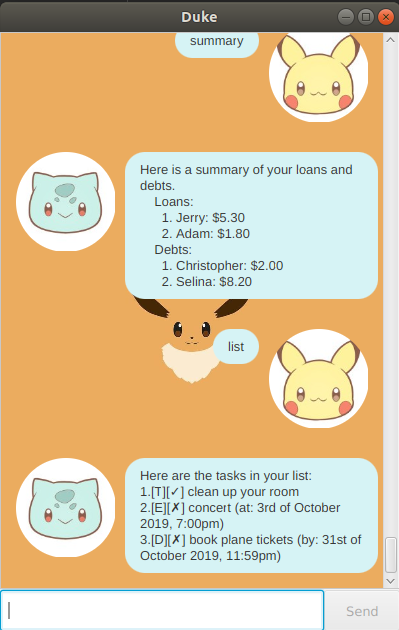 Duke
summary
Here is a summary of your loans and
debts.
Loans:
1. Jerry: $5.30
2. Adam: $1.80
Debts:
1. Christopher: $2.00
2. Selina: $8.20
list
Here are the tasks in your list:
1.[T][✓] clean up your room
2.[E][✗] concert (at: 3rd of October
2019, 7:00pm)
3.[D][✗] book plane tickets (by: 31st of
October 2019, 11:59pm)
Send